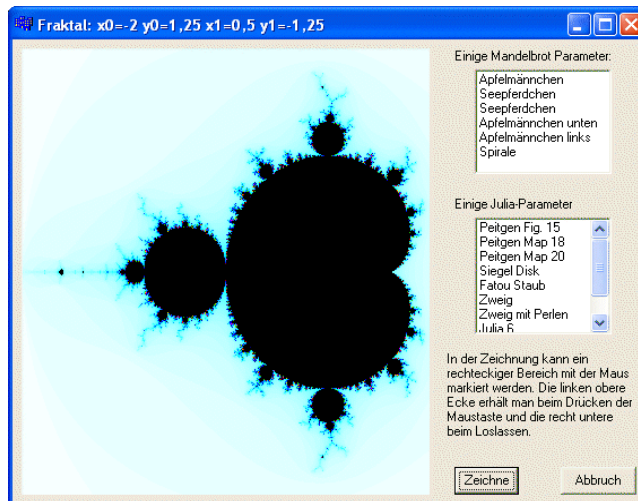 Fraktal: x0=-2 y0=1,25 x1=0,5 y1=-1,25
Einige Mandelbrot Parameter:
Apfelmännchen
Seepferdchen
Seepferdchen
Apfelmännchen unten
Apfelmännchen links
Spirale
Einige Julia-Parameter
Peitgen Fig. 15
Peitgen Map 18
Peitgen Map 20
Siegel Disk
Fatou Staub
Zweig
Zweig mit Perlen
Julia 6
In der Zeichnung kann ein
rechteckiger Bereich mit der Maus
markiert werden. Die linken obere
Ecke erhält man beim Drücken der
Maustaste und die recht untere
beim Loslassen.
Zeichne
Abbruch